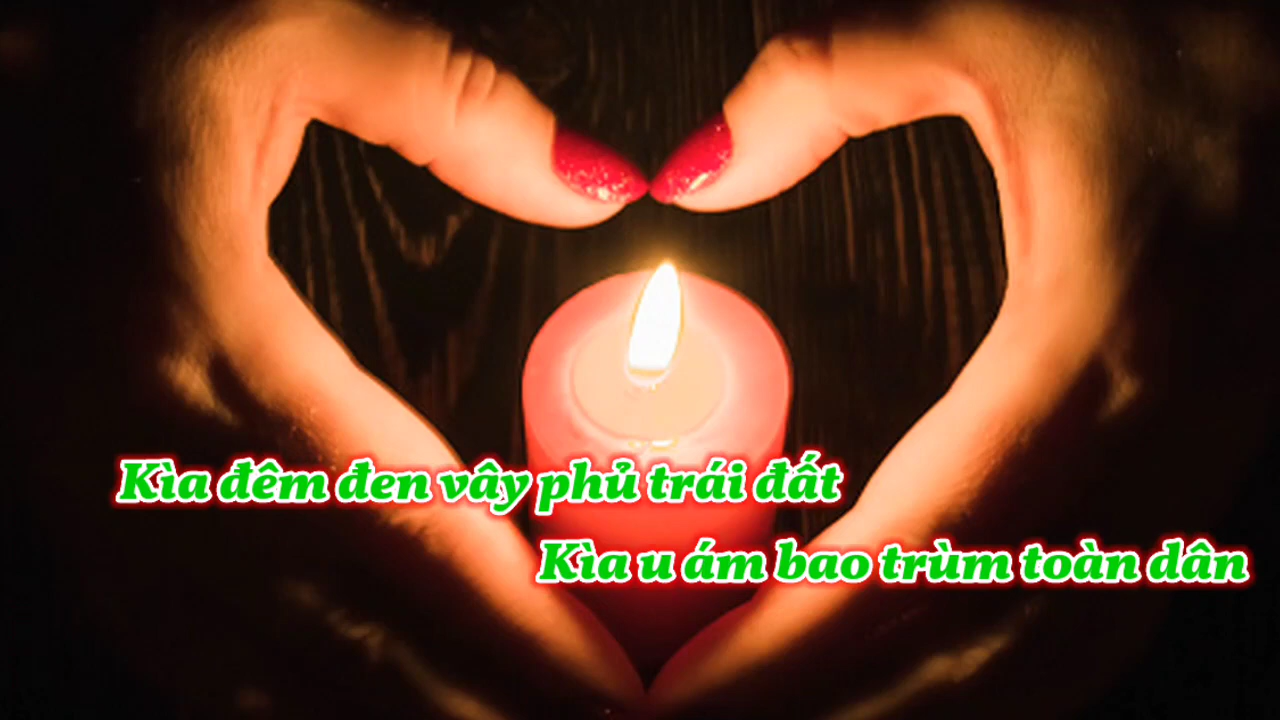 Kìa đêm đen vây phủ trái đất
Kìa u ám bao trùm toàn dân